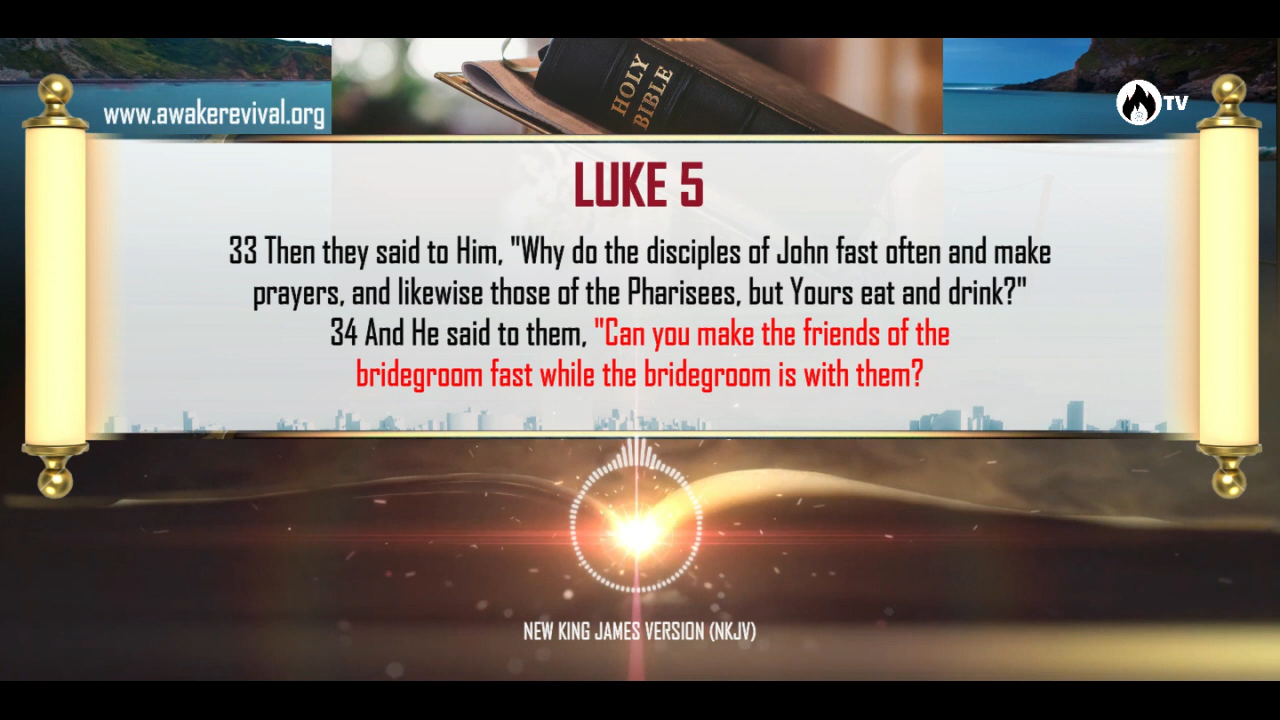 HOLY
BIBLE
www.awakerevival.org
TV
LUKE 5
33 Then they said to Him, "Why do the disciples of John fast often and make
prayers, and likewise those of the Pharisees, but Yours eat and drink?"
34 And He said to them, "Can you make the friends of the
bridegroom fast while the bridegroom is with them?
NEW KING JAMES VERSION (NKJV)